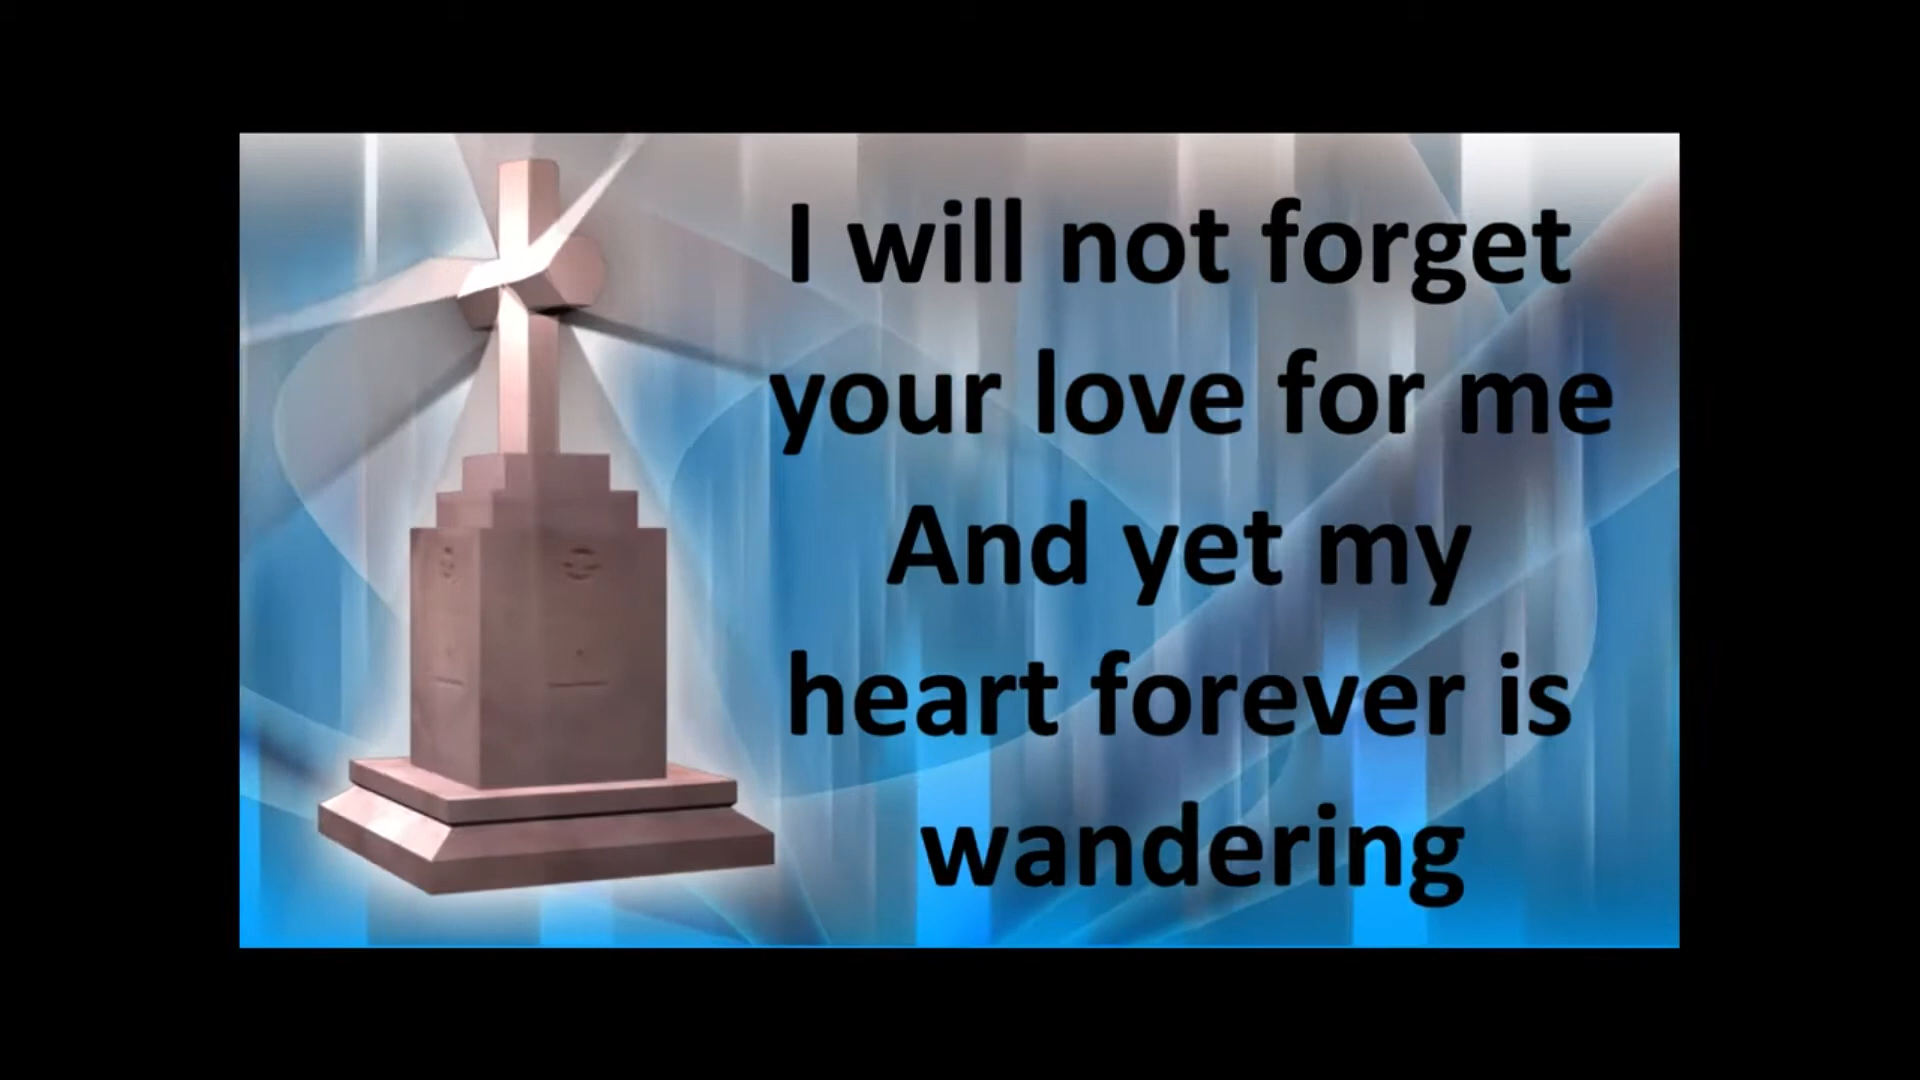 I will not forget
your love for me
And yet my
heart forever is
wandering